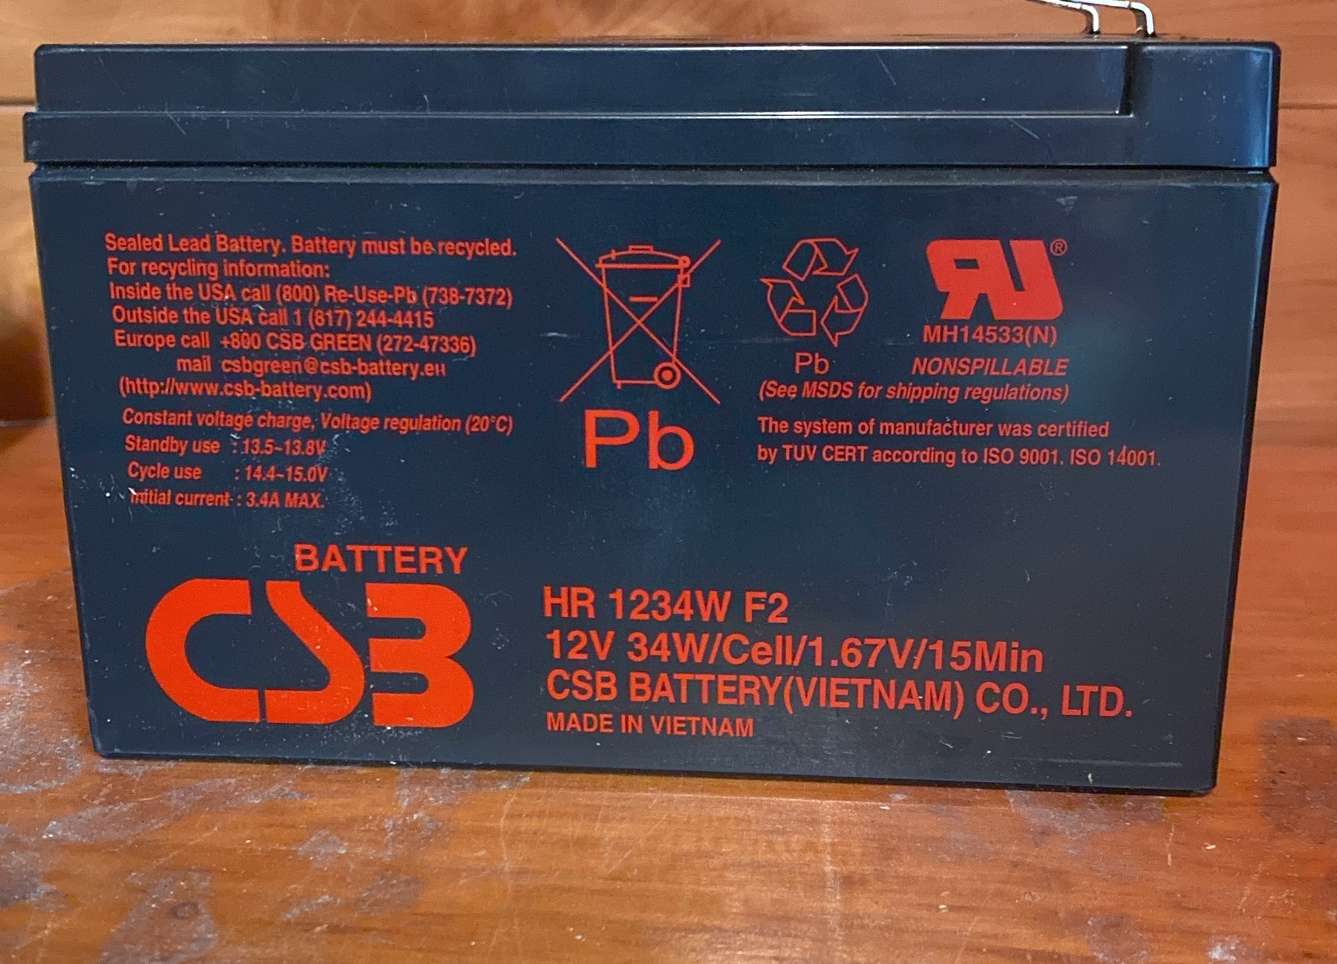 Sealed Lead Battery. Battery must be recycled.
For recycling information:
Inside the USA call (800) Re-Use-Pb (738-7372)
Outside the USA call 1 (817) 244-4415
Europe call +800 CSB GREEN (272-47336)
mail csbgreen@csb-battery.eu
(http://www.csb-battery.com)
Constant voltage charge, Voltage regulation (20°C)
Standby use : 13.5~13.8V
Cycle use : 14.4~15.0V
Initial current : 3.4A MAX.
Pb
Pb
RU®
MH14533(N)
NONSPILLABLE
(See MSDS for shipping regulations)
The system of manufacturer was certified
by TUV CERT according to ISO 9001. ISO 14001.
BATTERY
CSB
HR 1234W F2
12V 34W/Cell/1.67V/15Min
CSB BATTERY(VIETNAM) CO., LTD.
MADE IN VIETNAM